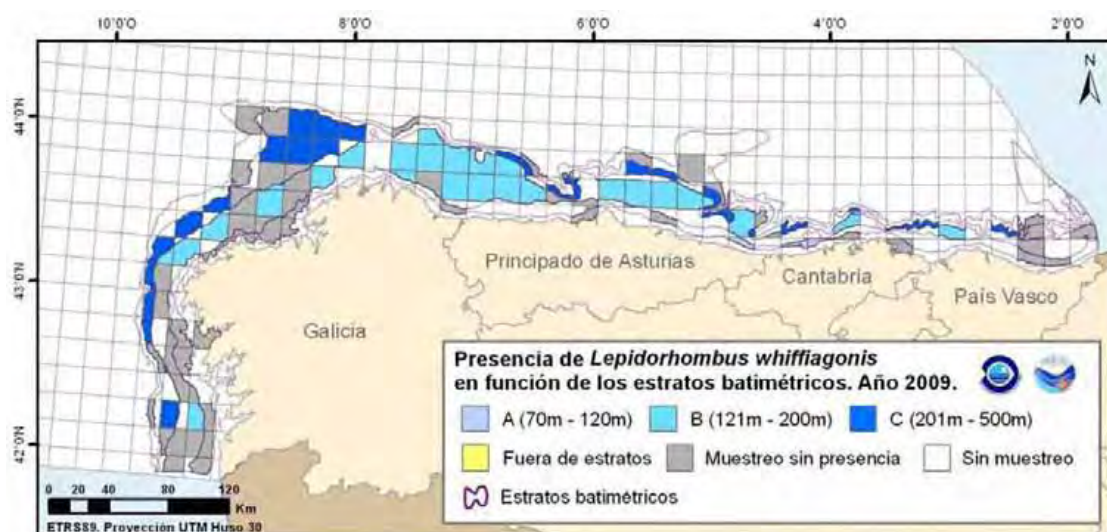 10°0'O 8°0'O 6°0'O 4°0'O 2°0'O
N
44°0'N
43°0'N
42°0'N
Principado de Asturias
Cantabria
País Vasco
Galicia
Presencia de Lepidorhombus whiffiagonis
en función de los estratos batimétricos. Año 2009.
A (70m - 120m) B (121m - 200m) C (201m - 500m)
Fuera de estratos Muestreo sin presencia Sin muestreo
Estratos batimétricos
0 20 40 80 120
Km
ETRS89. Proyección UTM Huso 30